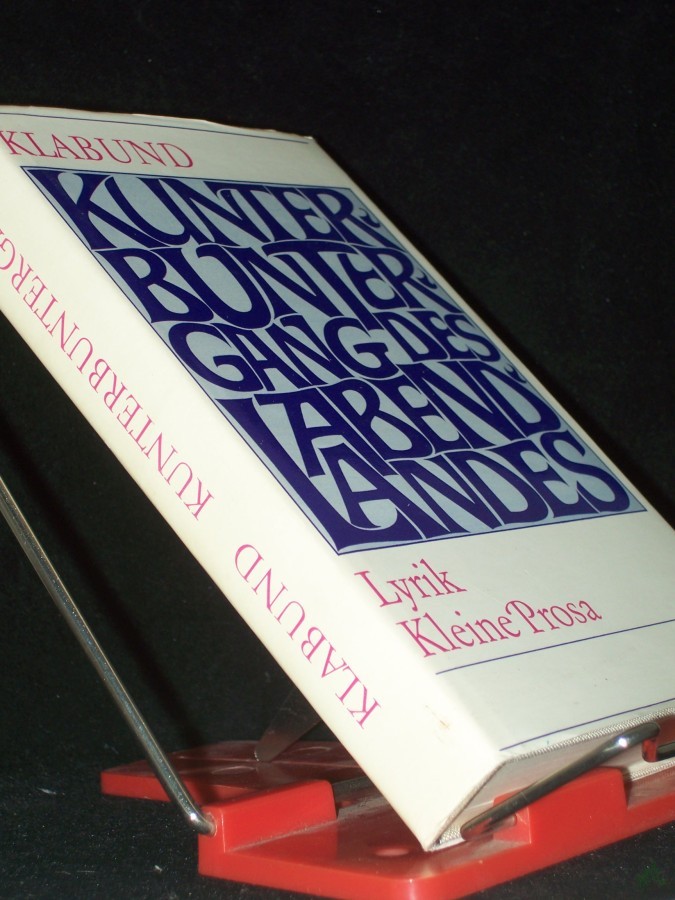 KLABUND
KUNTER-
BUNTER-
GANG DES
ABEND-
LANDES
Lyrik
Kleine Prosa
KLABUND KUNTERBUNTERG